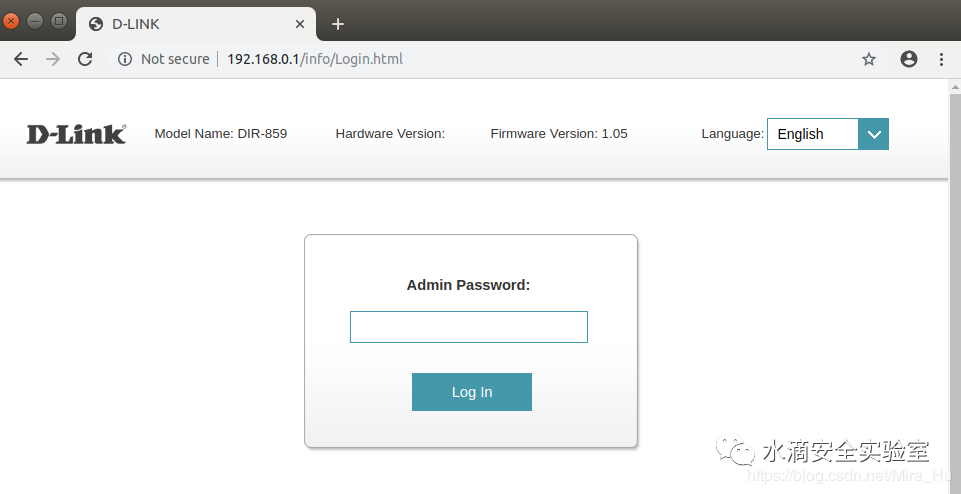 D-LINK
Not secure 192.168.0.1/info/Login.html
D-Link Model Name: DIR-859 Hardware Version: Firmware Version: 1.05 Language: English
Admin Password:
Log In
水滴安全实验室
https://blog.csdn.net/Mira_Hu